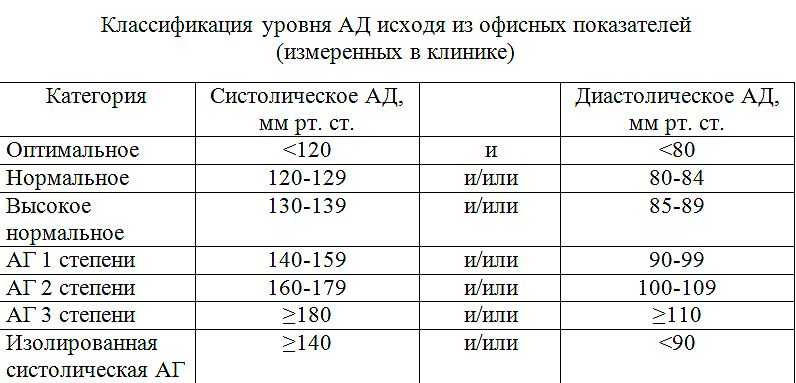 Классификация уровня АД исходя из офисных показателей
(измеренных в клинике)
Категория Систолическое АД, мм рт. ст. Диастолическое АД, мм рт. ст.
Оптимальное <120 и <80
Нормальное 120-129 и/или 80-84
Высокое нормальное 130-139 и/или 85-89
АГ 1 степени 140-159 и/или 90-99
АГ 2 степени 160-179 и/или 100-109
АГ 3 степени ≥180 и/или ≥110
Изолированная систолическая АГ ≥140 и/или <90